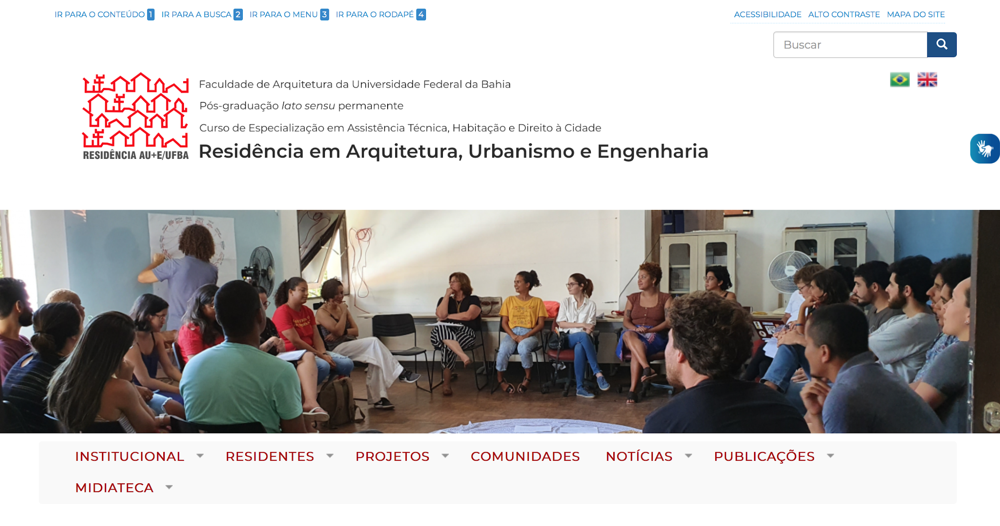 IR PARA O CONTEÚDO 1 IR PARA A BUSCA 2 IR PARA O MENU 3 IR PARA O RODAPÉ 4
ACESSIBILIDADE ALTO CONTRASTE MAPA DO SITE
Buscar
Faculdade de Arquitetura da Universidade Federal da Bahia
Pós-graduação lato sensu permanente
Curso de Especialização em Assistência Técnica, Habitação e Direito à Cidade
Residência em Arquitetura, Urbanismo e Engenharia
RESIDÊNCIA AU+E/UFBA
INSTITUCIONAL RESIDENTES PROJETOS COMUNIDADES NOTÍCIAS PUBLICAÇÕES
MIDIATECA